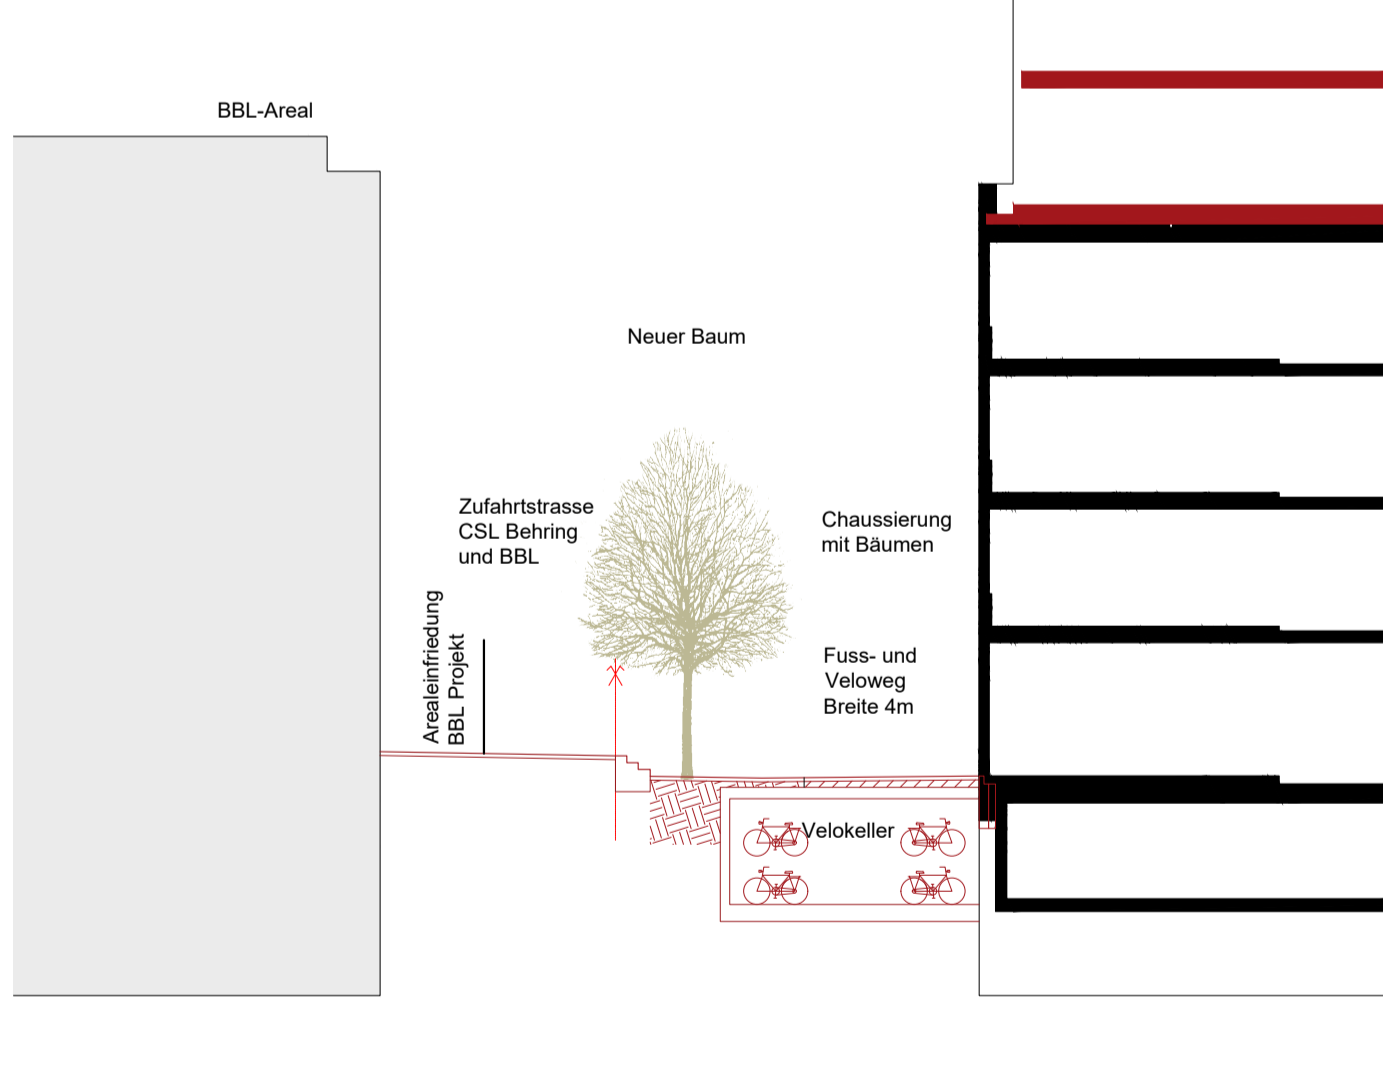 BBL-Areal
Neuer Baum
Zufahrtstrasse
CSL Behring
und BBL
Chaussierung
mit Bäumen
Arealeinfriedung
BBL Projekt
Fuss- und
Veloweg
Breite 4m
Velokeller